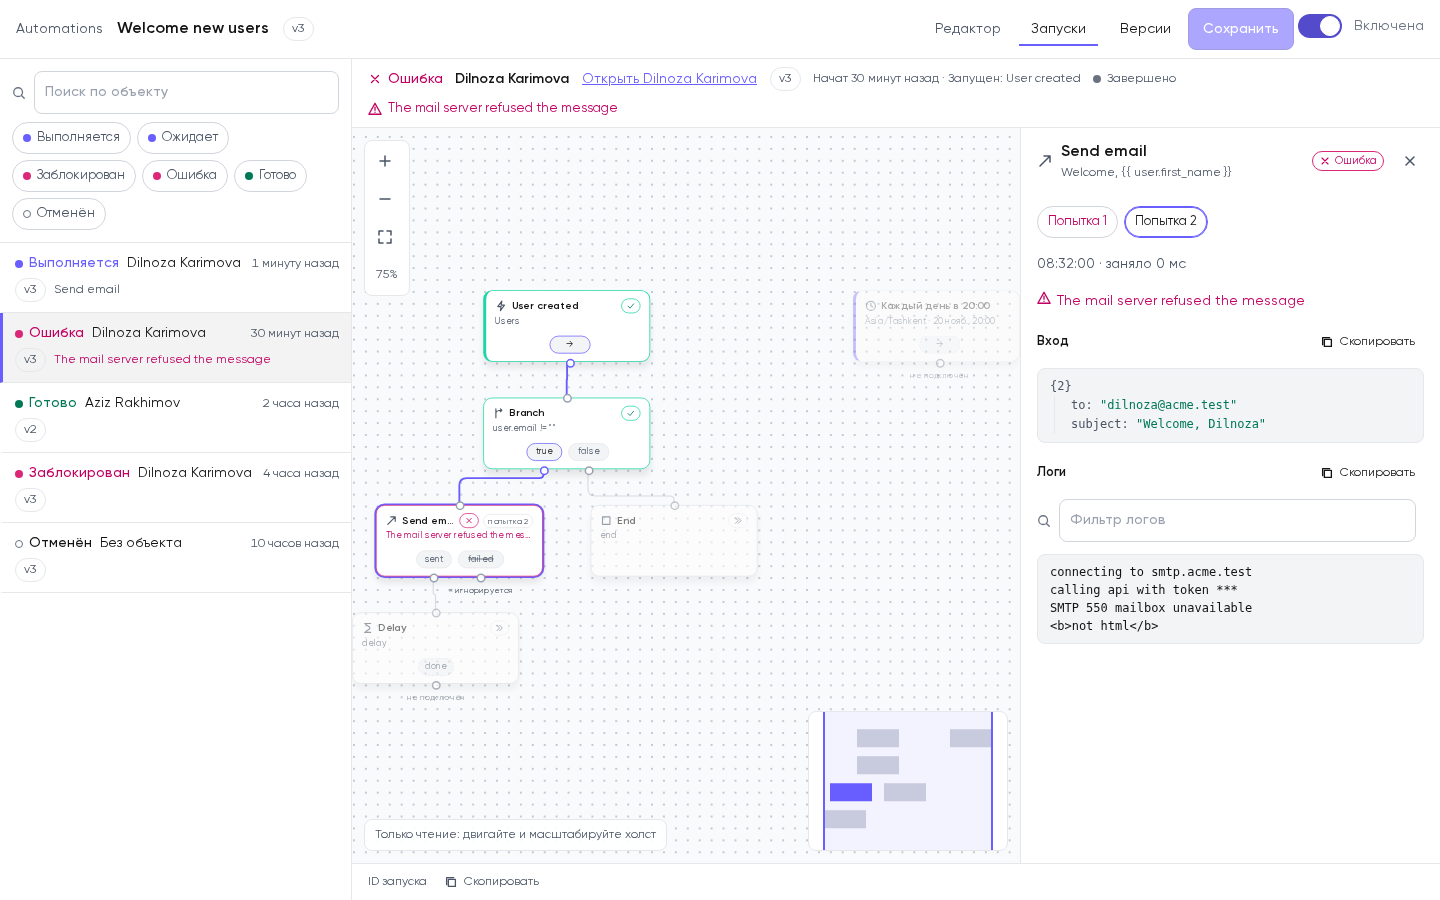 Automations Welcome new users v3 Редактор Запуски Версии Сохранить Включена
Поиск по объекту
Выполняется Ожидает
Заблокирован Ошибка Готово
Отменён
Выполняется Dilnoza Karimova 1 минуту назад
v3 Send email
Ошибка Dilnoza Karimova 30 минут назад
v3 The mail server refused the message
Готово Aziz Rakhimov 2 часа назад
v2
Заблокирован Dilnoza Karimova 4 часа назад
v3
Отменён Без объекта 10 часов назад
v3
Ошибка Dilnoza Karimova Открыть Dilnoza Karimova v3 Начат 30 минут назад · Запущен: User created Завершено
The mail server refused the message
75%
User created
Users
→
Каждый день в 20:00
Asia/Tashkent · 20 нояб., 20:00
→
не подключён
Branch
user.email != ""
true false
Send em... попытка 2
The mail server refused the mes...
sent failed
игнорируется
End
end
Delay
delay
done
не подключён
Только чтение: двигайте и масштабируйте холст
Send email
Welcome, {{ user.first_name }}
Ошибка
Попытка 1 Попытка 2
08:32:00 · заняло 0 мс
The mail server refused the message
Вход Скопировать
{2}
to: "dilnoza@acme.test"
subject: "Welcome, Dilnoza"
Логи Скопировать
Фильтр логов
connecting to smtp.acme.test
calling api with token ***
SMTP 550 mailbox unavailable
<b>not html</b>
ID запуска Скопировать